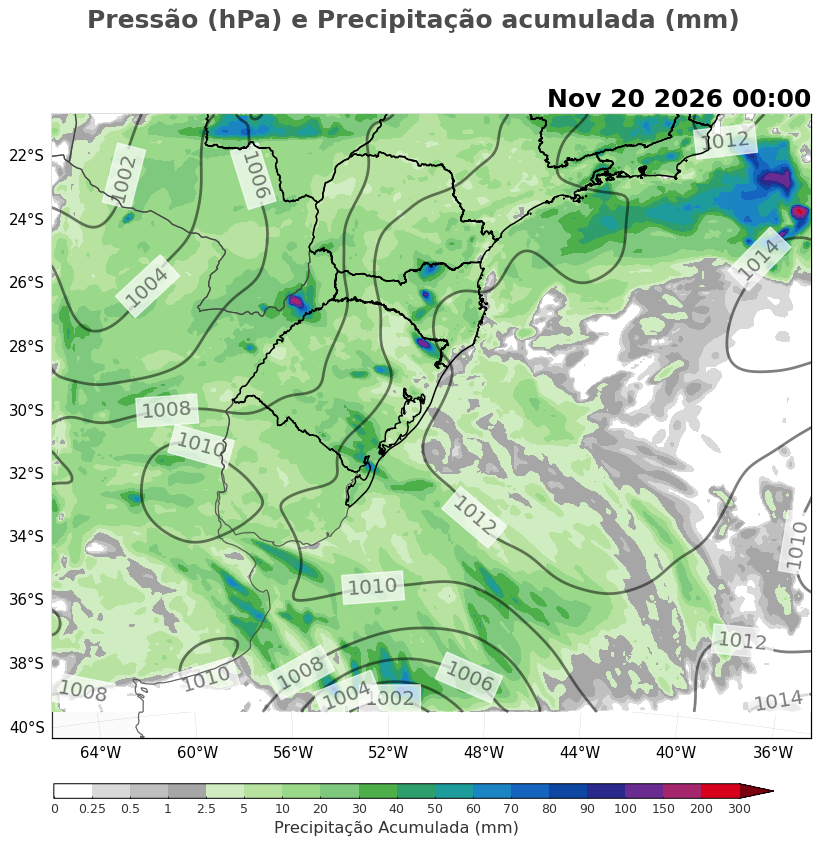 Pressão (hPa) e Precipitação acumulada (mm)
Nov 20 2026 00:00
1012
1002
1006
22°S
24°S
1014
1004
26°S
28°S
1008
30°S
1010
32°S
1012
34°S
1010
1010
36°S
1012
38°S
1008
1006
1010
1008
1004
1002
1014
40°S
64°W 60°W 56°W 52°W 48°W 44°W 40°W 36°W
0 0.25 0.5 1 2.5 5 10 20 30 40 50 60 70 80 90 100 150 200 300
Precipitação Acumulada (mm)